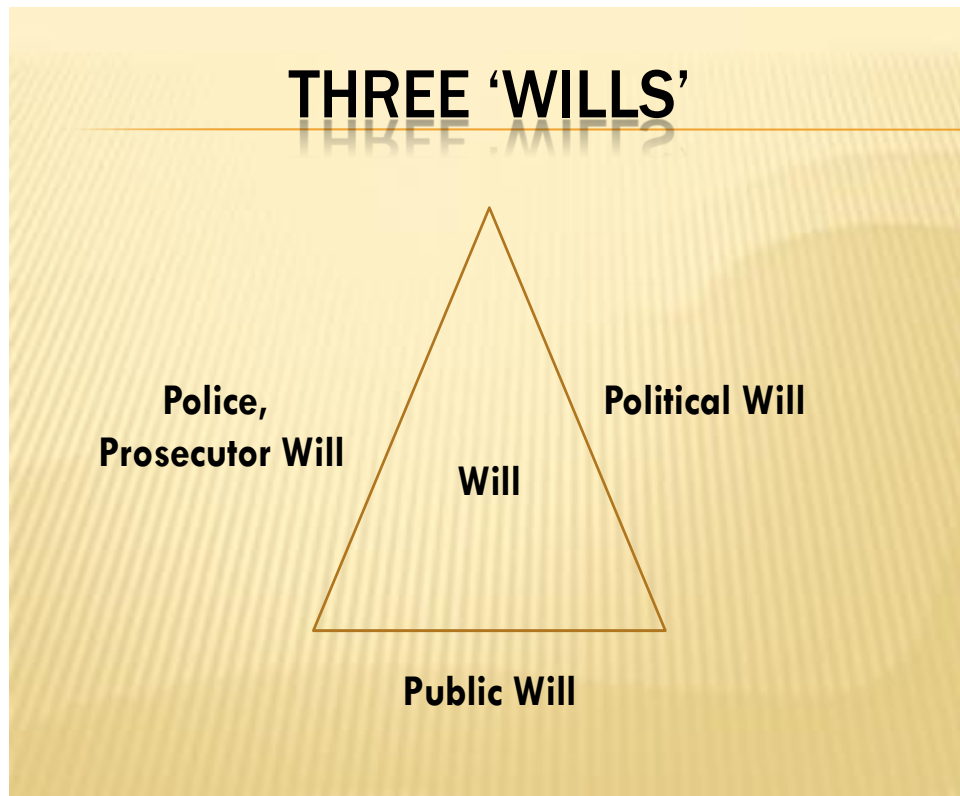 THREE ‘WILLS’
Police,
Prosecutor Will
Political Will
Will
Public Will